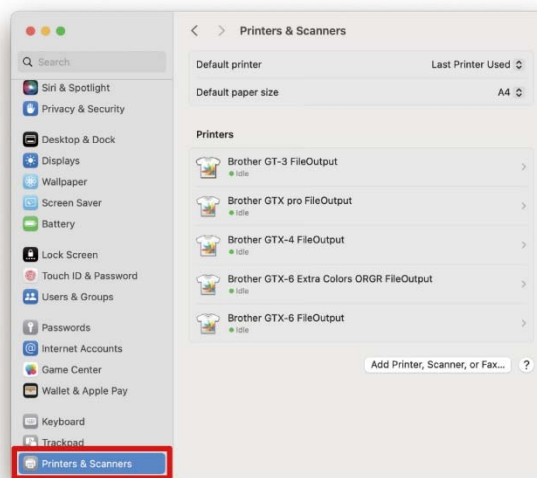 Printers & Scanners
Search
Siri & Spotlight
Privacy & Security
Desktop & Dock
Displays
Wallpaper
Screen Saver
Battery
Lock Screen
Touch ID & Password
Users & Groups
Passwords
Internet Accounts
Game Center
Wallet & Apple Pay
Keyboard
Trackpad
Printers & Scanners
Default printer Last Printer Used
Default paper size A4
Printers
Brother GT-3 FileOutput
Idle
Brother GTX pro FileOutput
Idle
Brother GTX-4 FileOutput
Idle
Brother GTX-6 Extra Colors ORGR FileOutput
Idle
Brother GTX-6 FileOutput
Idle
Add Printer, Scanner, or Fax... ?